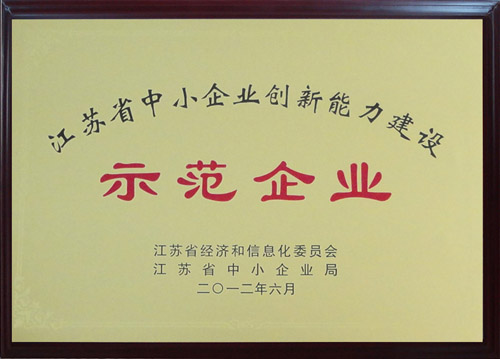 江苏省中小企业创新能力建设
示范企业
江苏省经济和信息化委员会
江苏省中小企业局
二〇一二年六月